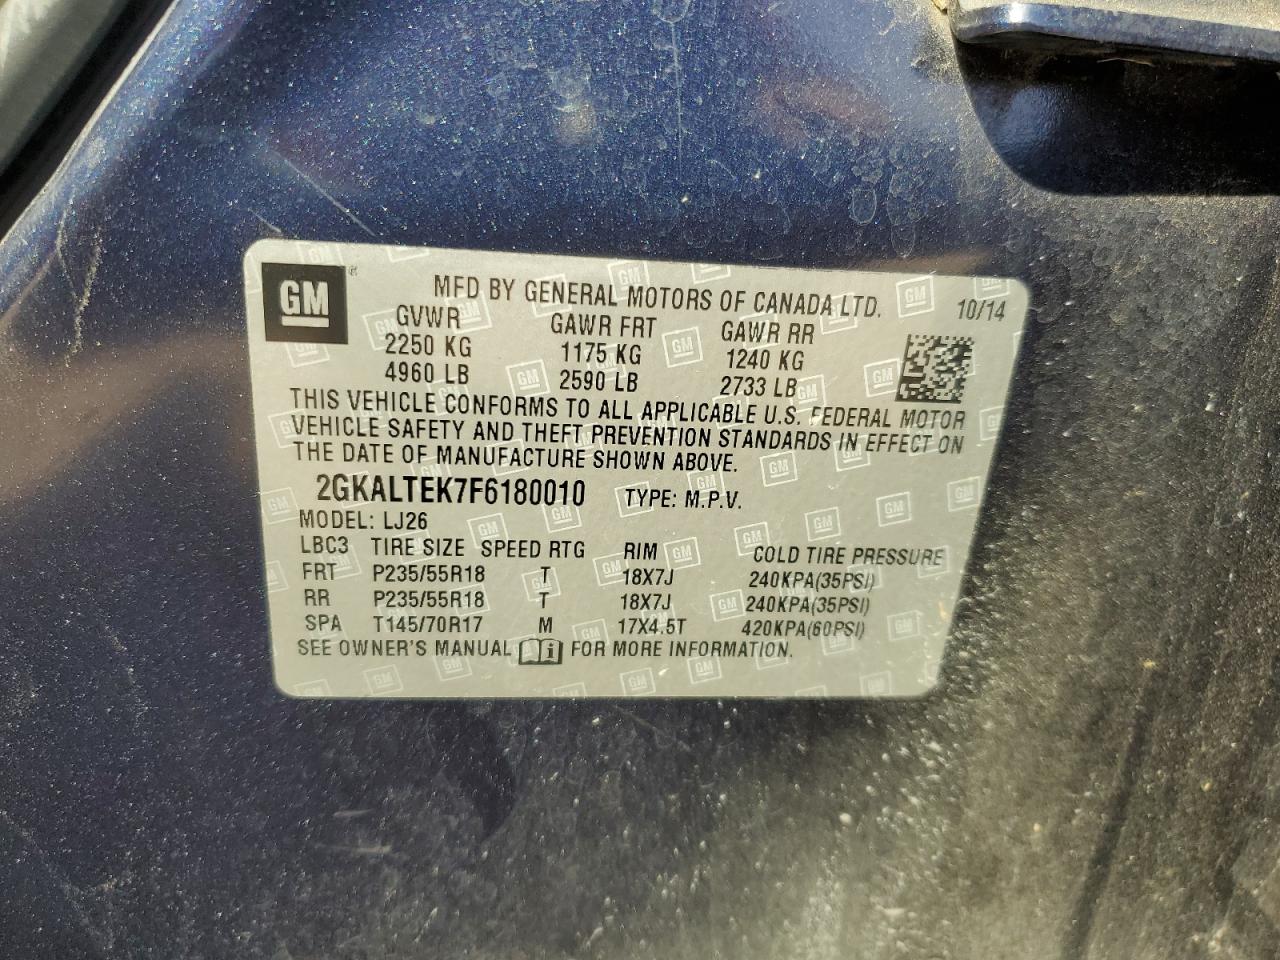 GM
MFD BY GENERAL MOTORS OF CANADA LTD. 10/14
GVWR GAWR FRT GAWR RR
2250 KG 1175 KG 1240 KG
4960 LB 2590 LB 2733 LB
THIS VEHICLE CONFORMS TO ALL APPLICABLE U.S. FEDERAL MOTOR
VEHICLE SAFETY AND THEFT PREVENTION STANDARDS IN EFFECT ON
THE DATE OF MANUFACTURE SHOWN ABOVE.
2GKALTEK7F6180010 TYPE: M.P.V.
MODEL: LJ26
LBC3 TIRE SIZE SPEED RTG RIM COLD TIRE PRESSURE
FRT P235/55R18 T 18X7J 240KPA(35PSI)
RR P235/55R18 T 18X7J 240KPA(35PSI)
SPA T145/70R17 M 17X4.5T 420KPA(60PSI)
SEE OWNER'S MANUAL i FOR MORE INFORMATION.